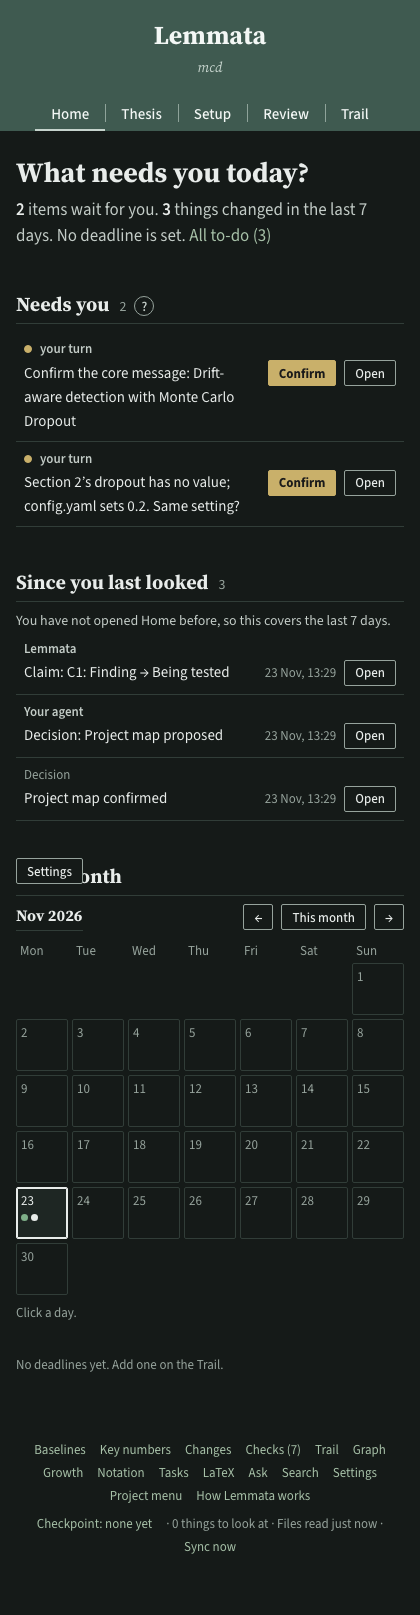 Lemmata
mcd
Home Thesis Setup Review Trail
What needs you today?
2 items wait for you. 3 things changed in the last 7
days. No deadline is set. All to-do (3)
Needs you 2 ?
your turn
Confirm the core message: Drift-
aware detection with Monte Carlo
Dropout
Confirm Open
your turn
Section 2’s dropout has no value;
config.yaml sets 0.2. Same setting?
Confirm Open
Since you last looked 3
You have not opened Home before, so this covers the last 7 days.
Lemmata
Claim: C1: Finding → Being tested 23 Nov, 13:29 Open
Your agent
Decision: Project map proposed 23 Nov, 13:29 Open
Decision
Project map confirmed 23 Nov, 13:29 Open
Settings onth
Nov 2026 ← This month →
Mon Tue Wed Thu Fri Sat Sun
1
2 3 4 5 6 7 8
9 10 11 12 13 14 15
16 17 18 19 20 21 22
23 24 25 26 27 28 29
30
Click a day.
No deadlines yet. Add one on the Trail.
Baselines Key numbers Changes Checks (7) Trail Graph
Growth Notation Tasks LaTeX Ask Search Settings
Project menu How Lemmata works
Checkpoint: none yet · 0 things to look at · Files read just now ·
Sync now